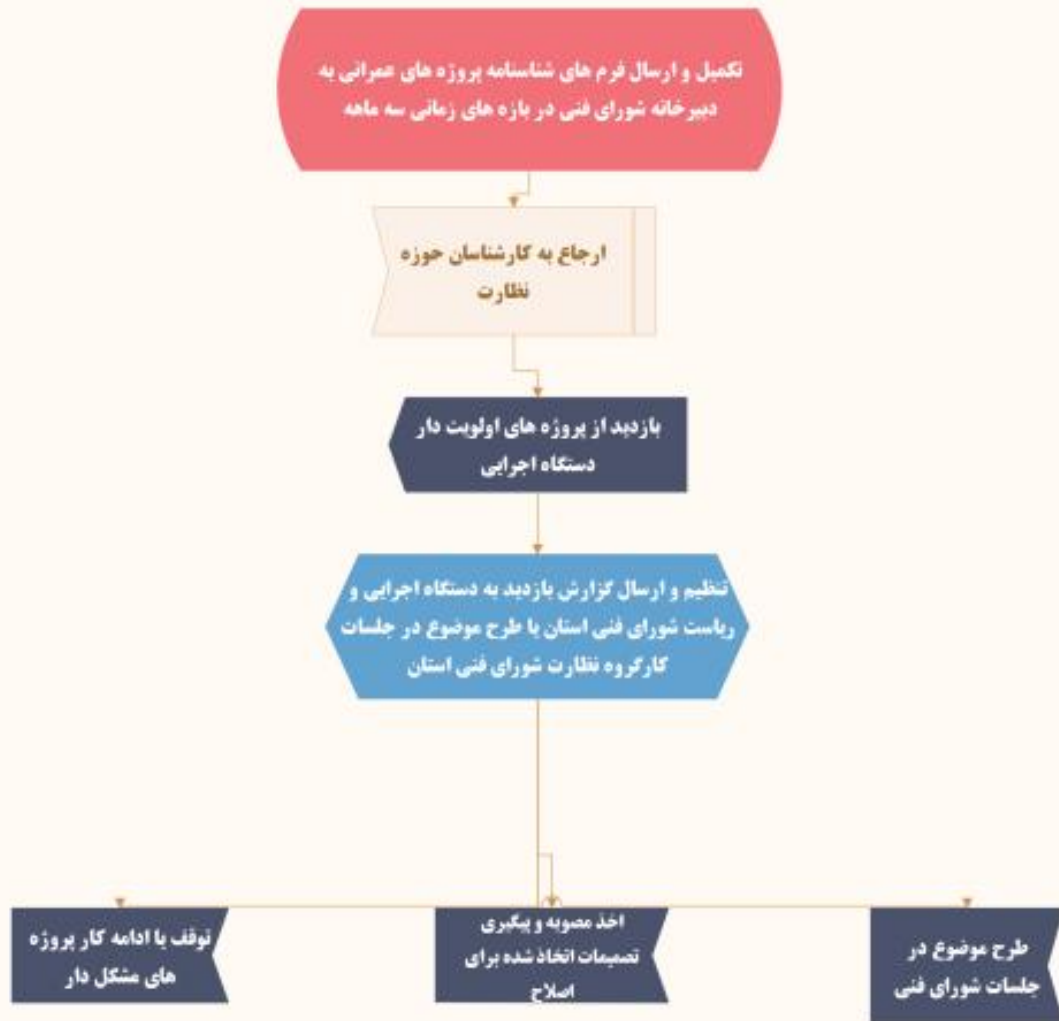 تکمیل و ارسال فرم های شناسنامه پروژه های عمرانی به
دبیرخانه شورای فنی در بازه های زمانی سه ماهه
ارجاع به کارشناسان حوزه
نظارت
بازدید از پروژه های اولویت دار
دستگاه اجرایی
تنظیم و ارسال گزارش بازدید به دستگاه اجرایی و
ریاست شورای فنی استان یا طرح موضوع در جلسات
کارگروه نظارت شورای فنی استان
طرح موضوع در
جلسات شورای فنی
اخذ مصوبه و پیگیری
تصمیمات اتخاذ شده برای
اصلاح
توقف یا ادامه کار پروژه
های مشکل دار